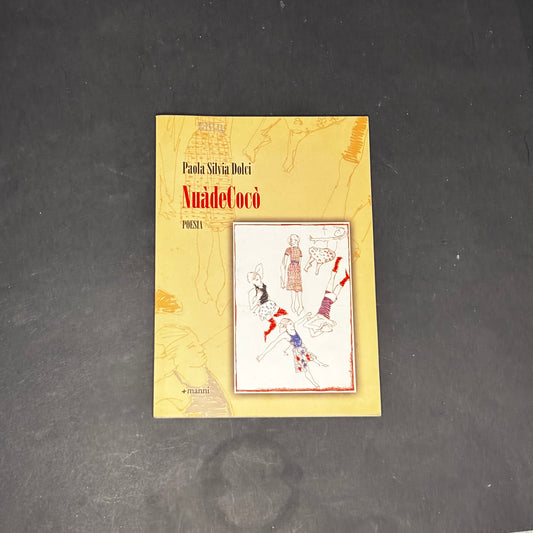 Paola Silvia Dolci
NuàdeCocò
POESIA
manni